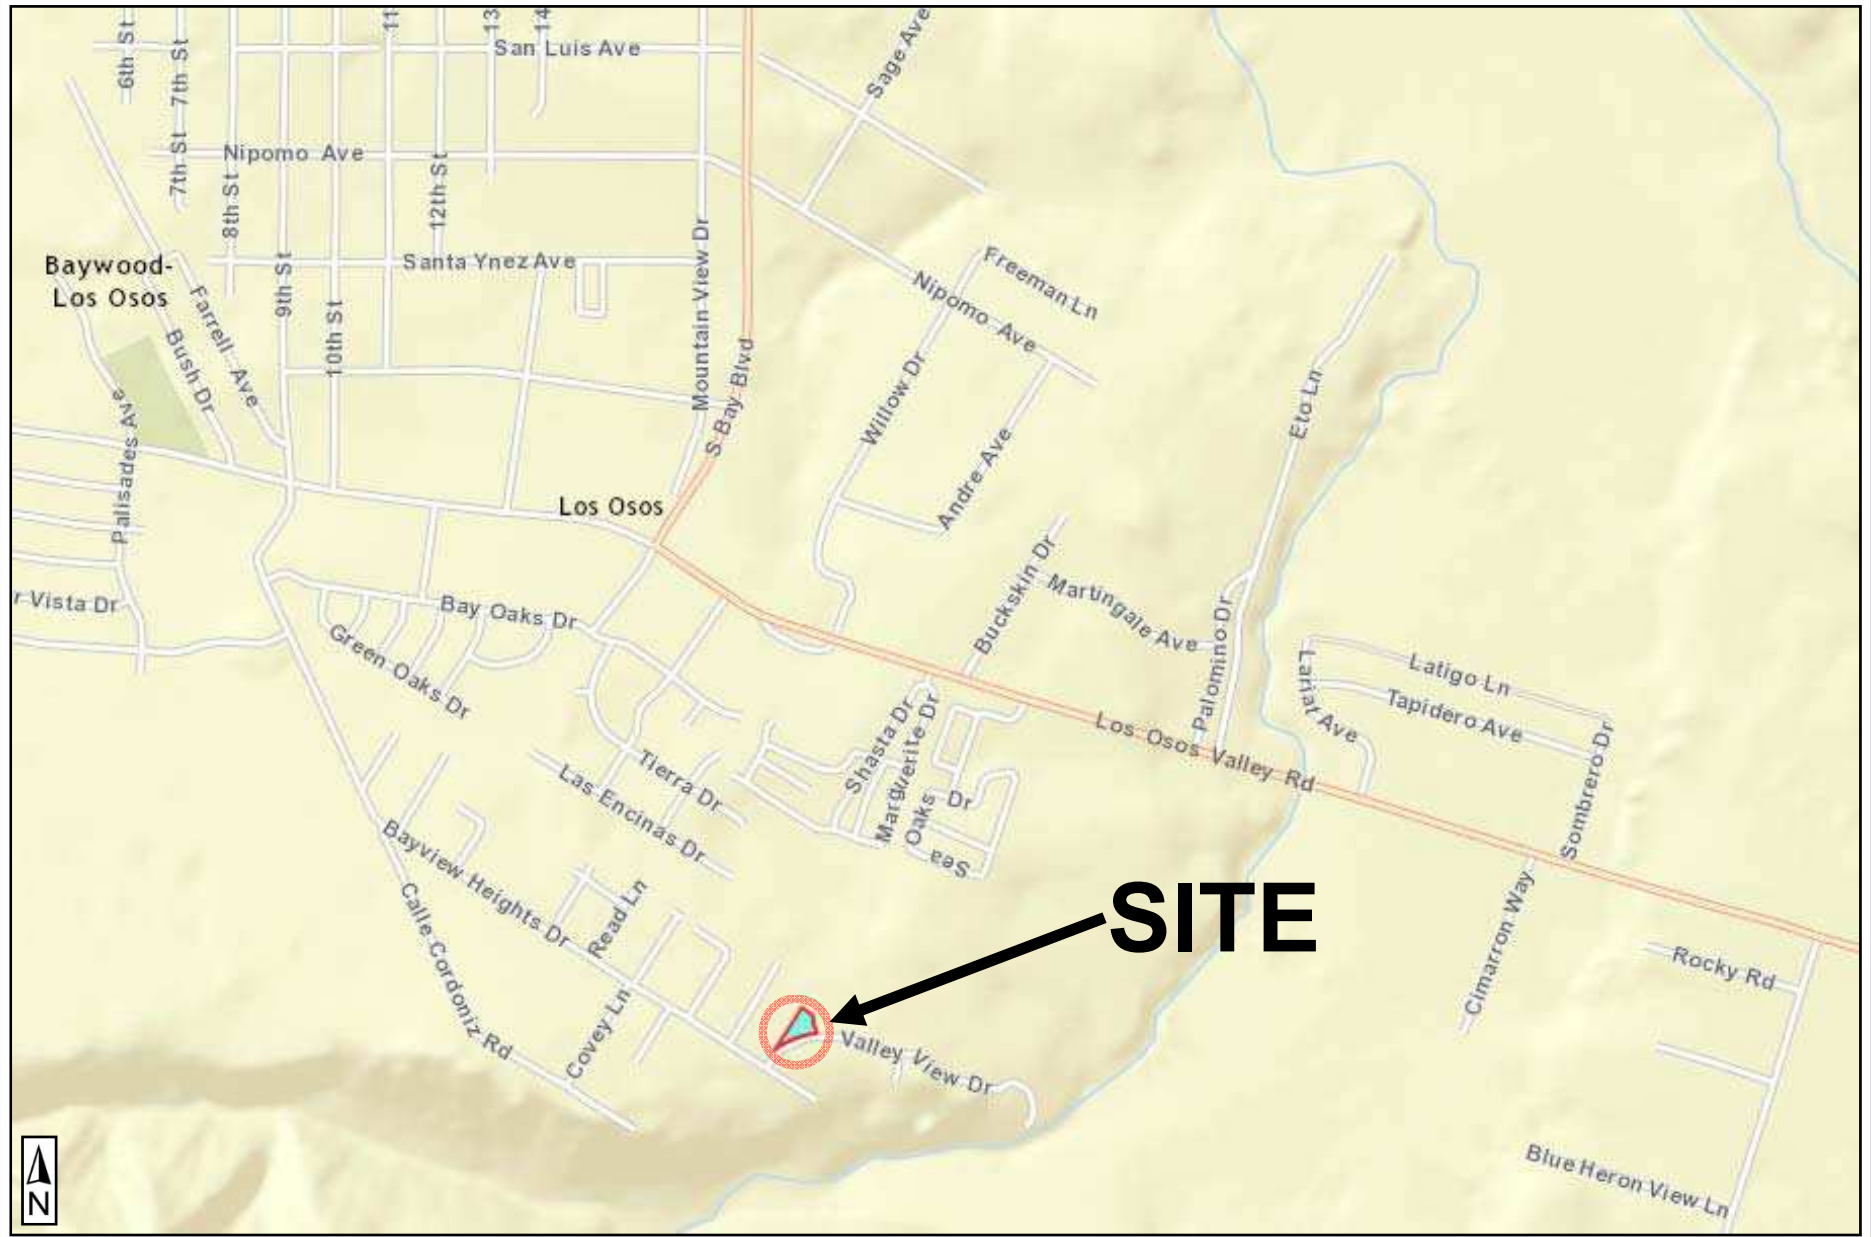 6th St
7th St
7th St
8th St
9th St
10th St
11
12th St
13
14
San Luis Ave
Sage Ave
Nipomo Ave
Santa Ynez Ave
Mountain View Dr
S Bay Blvd
Baywood-
Los Osos
Farrell Ave
Bush Dr
Palisades Ave
Freeman Ln
Nipomo Ave
Willow Dr
Andre Ave
Eto Ln
Los Osos
r Vista Dr
Bay Oaks Dr
Green Oaks Dr
Buckskin Dr
Martingale Ave
Palomino Dr
Latigo Ln
Lariat Ave
Tapidero Ave
Sombrero Dr
Los Osos Valley Rd
Shasta Dr
Marguerite Dr
Sea Oaks Dr
Tierra Dr
Las Encinas Dr
Bayview Heights Dr
Read Ln
Calle Cordoniz Rd
Covey Ln
SITE
Valley View Dr
Cimarron Way
Rocky Rd
Blue Heron View Ln
N